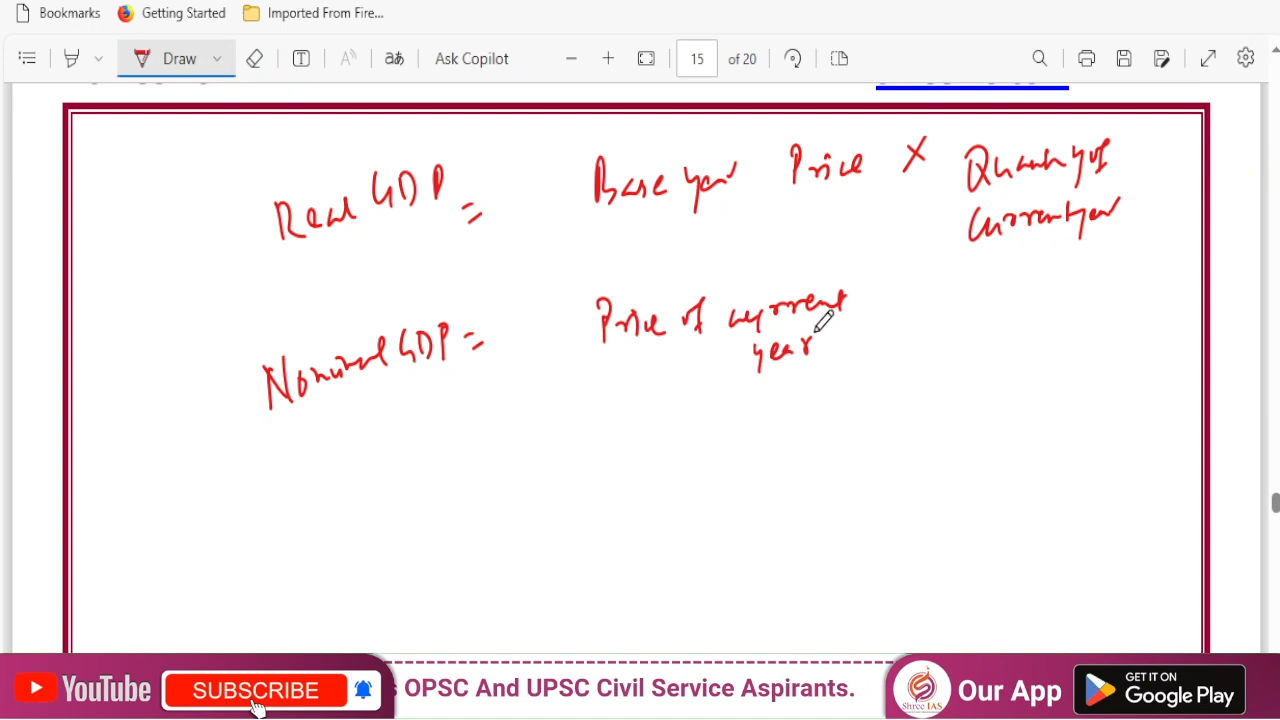 Bookmarks Getting Started Imported From Fire...
Draw Ask Copilot 15 of 20
Real GDP = Base year Price X Quantity of
Current year
Nominal GDP = Price of current
year
YouTube SUBSCRIBE s OPSC And UPSC Civil Service Aspirants. Shree IAS Our App GET IT ON
Google Play